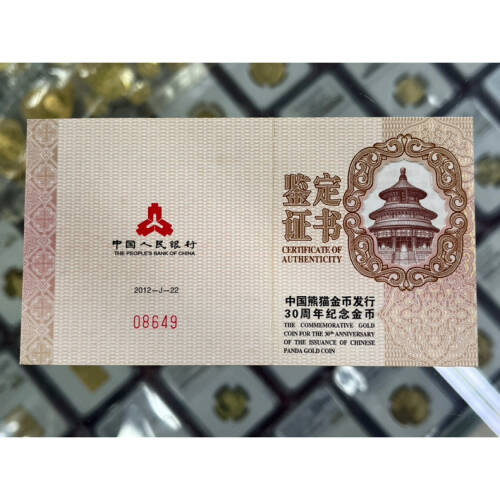 中国人民银行
THE PEOPLE'S BANK OF CHINA
2012-J-22
08649
鉴定
证书
CERTIFICATE OF
AUTHENTICITY
中国熊猫金币发行
30周年纪念金币
THE COMMEMORATIVE GOLD
COIN FOR THE 30th ANNIVERSARY
OF THE ISSUANCE OF CHINESE
PANDA GOLD COIN